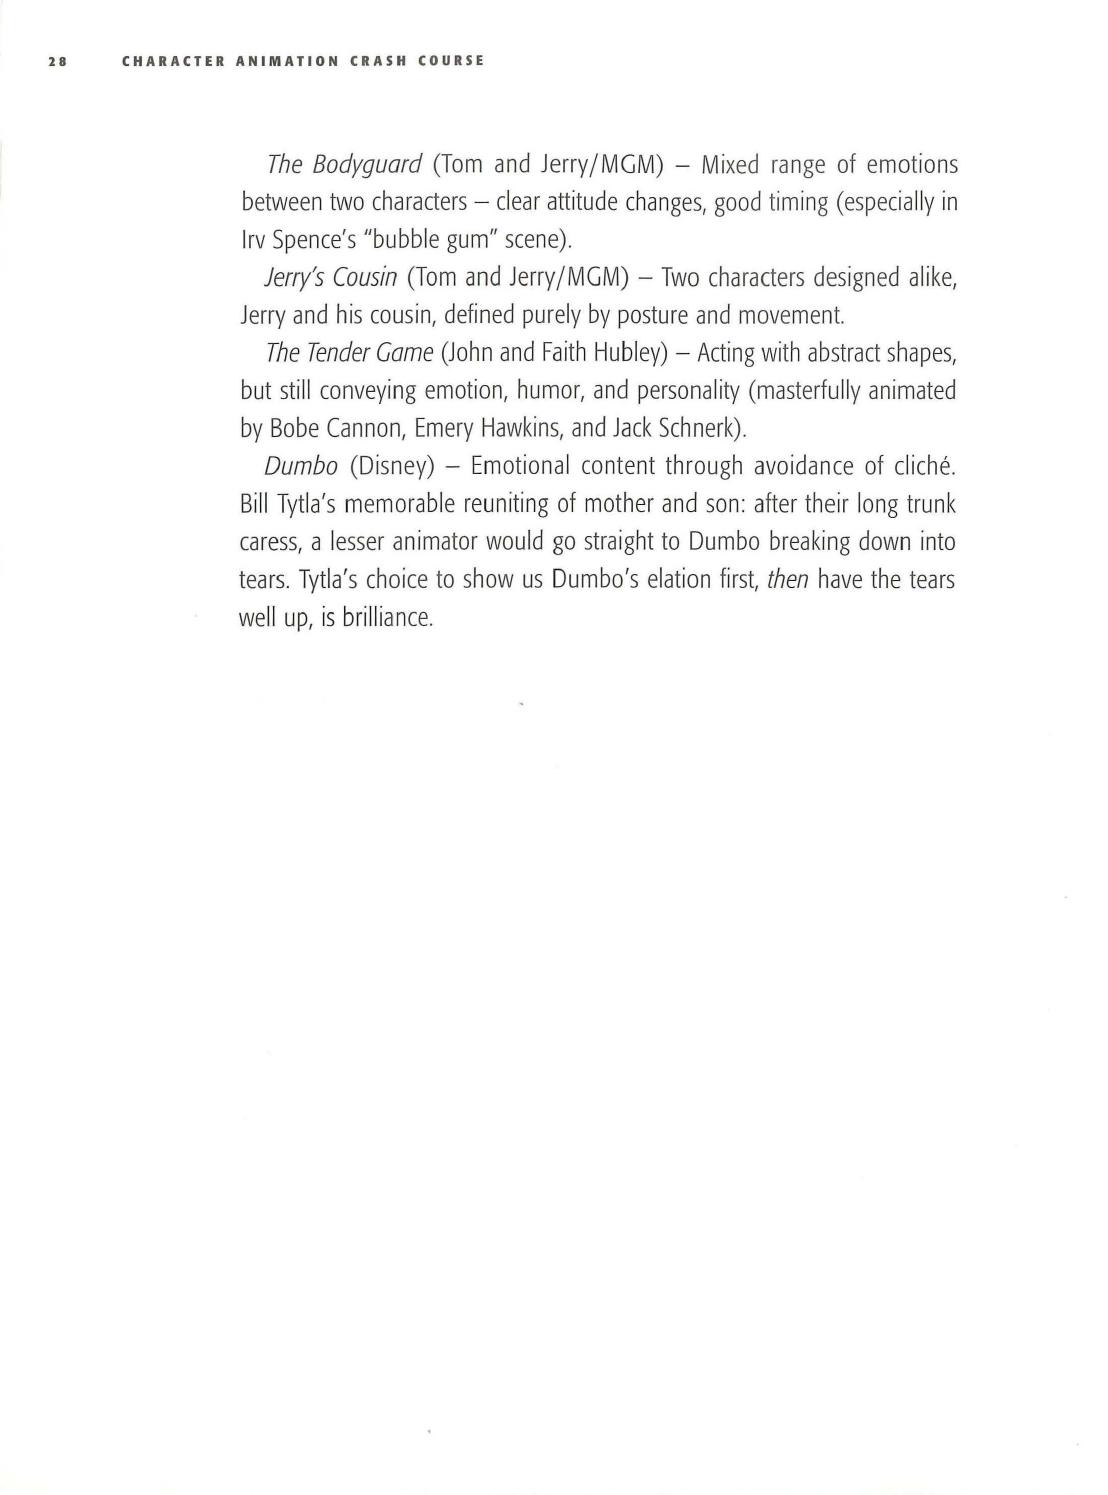 28 CHARACTER ANIMATION CRASH COURSE
The Bodyguard (Tom and Jerry/MGM) – Mixed range of emotions
between two characters – clear attitude changes, good timing (especially in
Irv Spence's "bubble gum" scene).
Jerry's Cousin (Tom and Jerry/MGM) – Two characters designed alike,
Jerry and his cousin, defined purely by posture and movement.
The Tender Game (John and Faith Hubley) – Acting with abstract shapes,
but still conveying emotion, humor, and personality (masterfully animated
by Bobe Cannon, Emery Hawkins, and Jack Schnerk).
Dumbo (Disney) – Emotional content through avoidance of cliché.
Bill Tytla's memorable reuniting of mother and son: after their long trunk
caress, a lesser animator would go straight to Dumbo breaking down into
tears. Tytla's choice to show us Dumbo's elation first, then have the tears
well up, is brilliance.